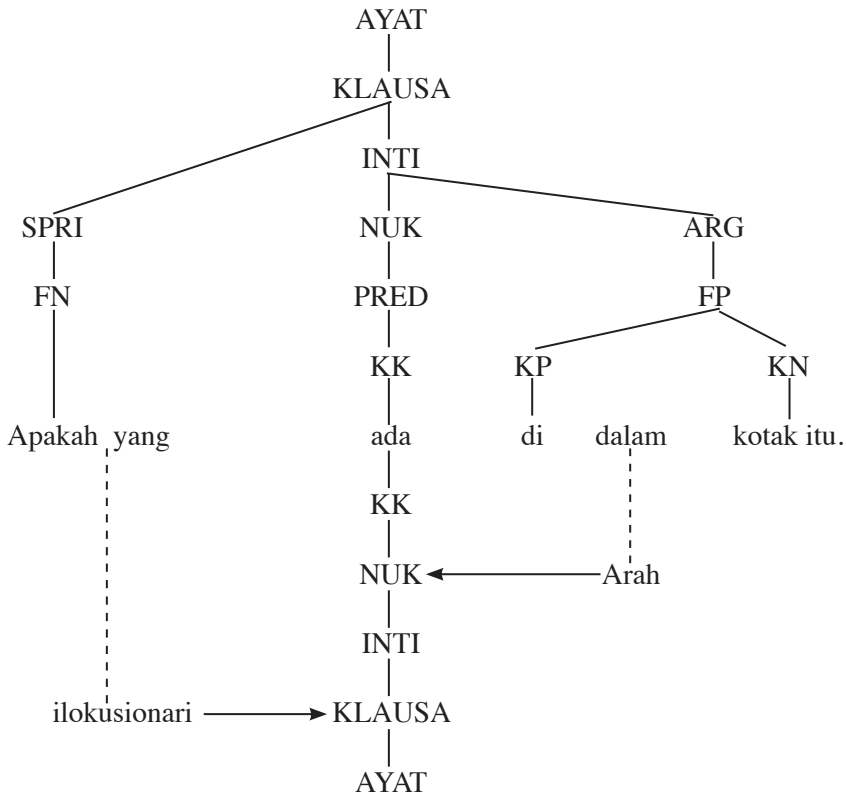 AYAT
KLAUSA
INTI
SPRI NUK ARG
FN PRED FP
KK KP KN
Apakah yang ada di dalam kotak itu.
KK
NUK Arah
INTI
ilokusionari KLAUSA
AYAT